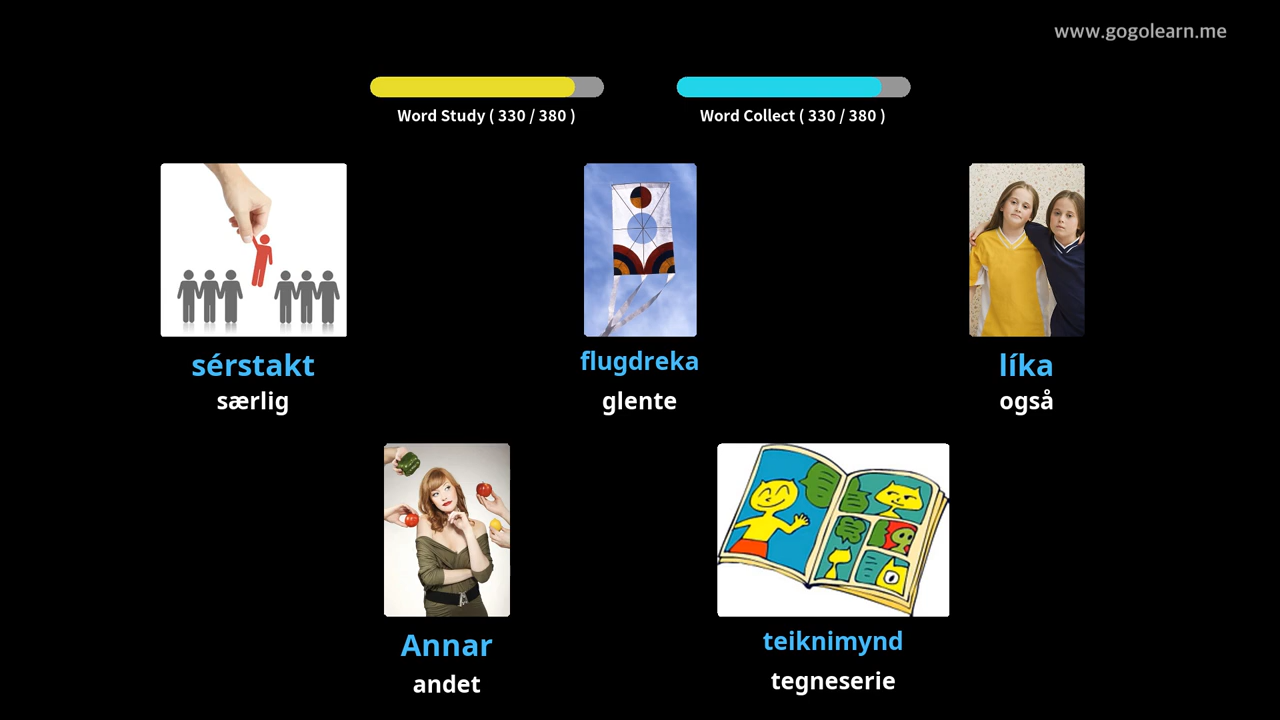 www.gogolearn.me
Word Study ( 330 / 380 )
Word Collect ( 330 / 380 )
sérstakt
særlig
flugdreka
glente
líka
også
Annar
andet
teiknimynd
tegneserie